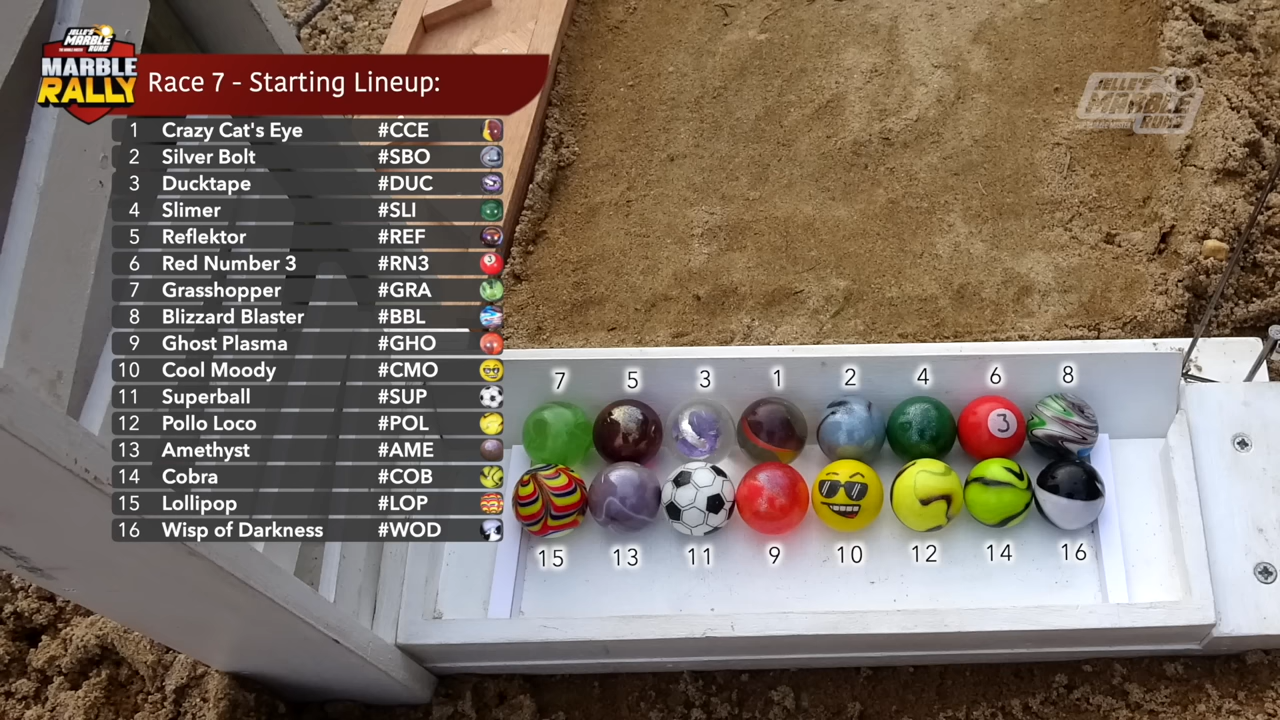 JELLE'S
MARBLE
RUNS
MARBLE
RALLY
Race 7 - Starting Lineup:
1 Crazy Cat's Eye #CCE
2 Silver Bolt #SBO
3 Ducktape #DUC
4 Slimer #SLI
5 Reflektor #REF
6 Red Number 3 #RN3
7 Grasshopper #GRA
8 Blizzard Blaster #BBL
9 Ghost Plasma #GHO
10 Cool Moody #CMO
11 Superball #SUP
12 Pollo Loco #POL
13 Amethyst #AME
14 Cobra #COB
15 Lollipop #LOP
16 Wisp of Darkness #WOD
JELLE'S
MARBLE
RUNS
7 5 3 1 2 4 6 8
3
15 13 11 9 10 12 14 16